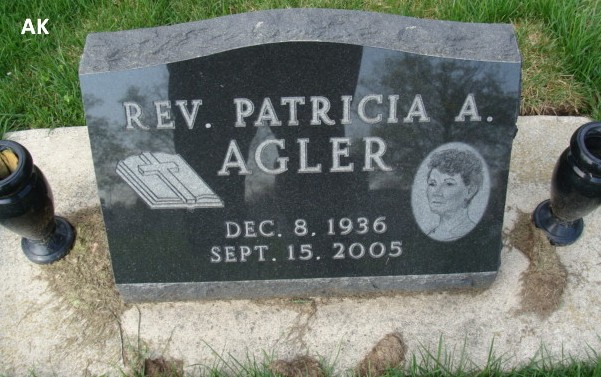 AK
REV. PATRICIA A.
AGLER
DEC. 8. 1936
SEPT. 15. 2005